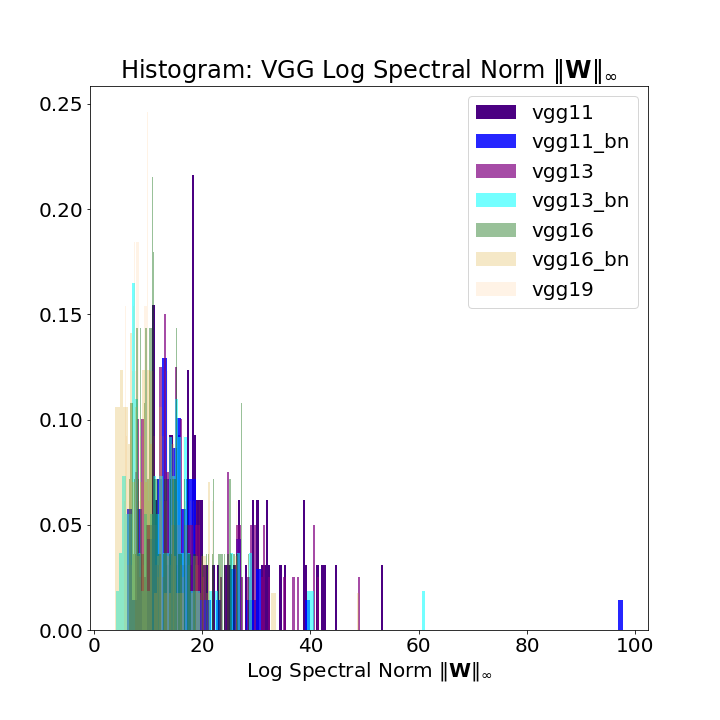 Histogram: VGG Log Spectral Norm ‖W‖∞
0.25
0.20
0.15
0.10
0.05
0.00
vgg11
vgg11_bn
vgg13
vgg13_bn
vgg16
vgg16_bn
vgg19
0 20 40 60 80 100
Log Spectral Norm ‖W‖∞